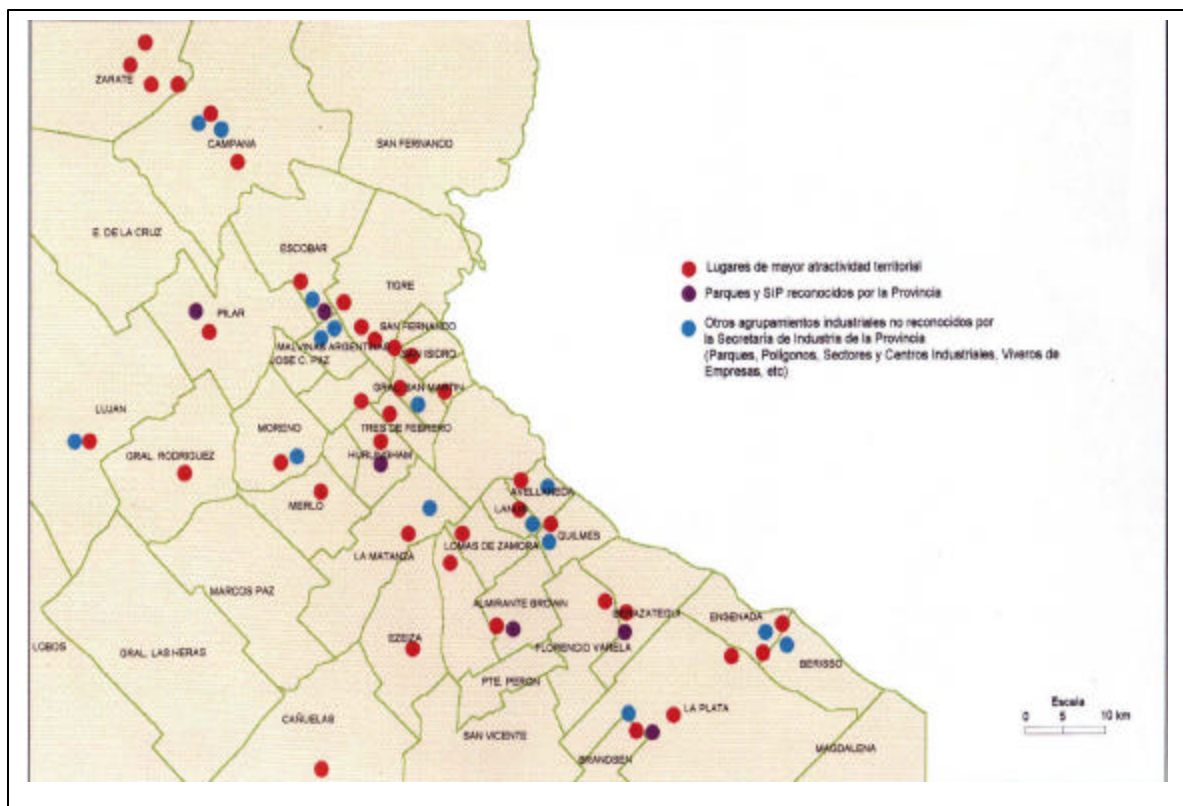 ZARATE
CAMPANA
SAN FERNANDO
E. DE LA CRUZ
ESCOBAR
TIGRE
PILAR
SAN FERNANDO
MALVINAS ARGENTINAS
JOSE C. PAZ
SAN ISIDRO
GRAL. SAN MARTIN
LUJAN
MORENO
TRES DE FEBRERO
GRAL. RODRIGUEZ
HURLINGHAM
MERLO
AVELLANEDA
LANUS
QUILMES
LA MATANZA
LOMAS DE ZAMORA
MARCOS PAZ
ALMIRANTE BROWN
BERAZATEGUI
ENSENADA
EZEIZA
FLORENCIO VARELA
LOBOS
GRAL. LAS HERAS
BERISSO
PTE. PERON
CAÑUELAS
LA PLATA
SAN VICENTE
MAGDALENA
BRANDSEN
Lugares de mayor atractividad territorial
Parques y SIP reconocidos por la Provincia
Otros agrupamientos industriales no reconocidos por
la Secretaría de Industria de la Provincia
(Parques, Polígonos, Sectores y Centros Industriales, Viveros de
Empresas, etc)
Escala
0 5 10 km